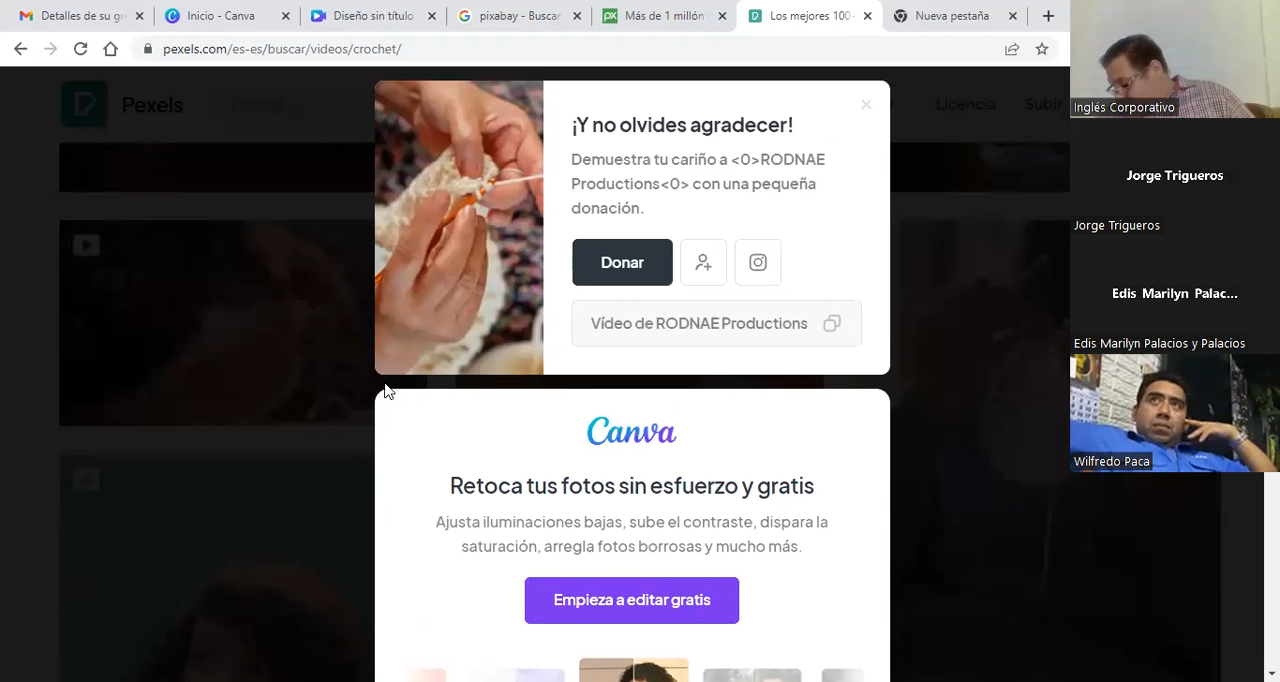 Detalles de su gr
Inicio - Canva
Diseño sin título
pixabay - Buscar
Más de 1 milló
Los mejores 100
Nueva pestaña
pexels.com/es-es/buscar/videos/crochet/
Pexels
Licencia
Subir
¡Y no olvides agradecer!
Demuestra tu cariño a <0>RODNAE
Productions<0> con una pequeña
donación.
Donar
Vídeo de RODNAE Productions
Canva
Retoca tus fotos sin esfuerzo y gratis
Ajusta iluminaciones bajas, sube el contraste, dispara la
saturación, arregla fotos borrosas y mucho más.
Empieza a editar gratis
Inglés Corporativo
Jorge Trigueros
Jorge Trigueros
Edis Marilyn Palac...
Edis Marilyn Palacios y Palacios
Wilfredo Paca